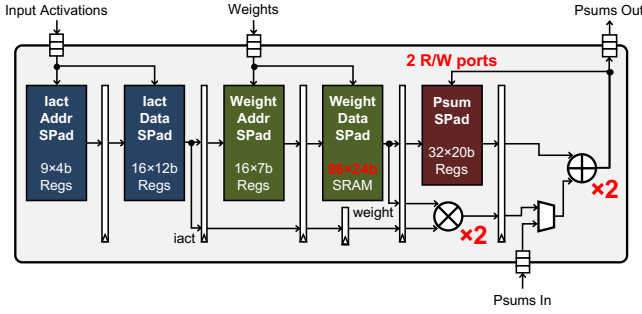 Input Activations
Weights
Psums Out
2 R/W ports
Iact
Addr
SPad
9×4b
Regs
Iact
Data
SPad
16×12b
Regs
Weight
Addr
SPad
16×7b
Regs
Weight
Data
SPad
96×24b
SRAM
Psum
SPad
32×20b
Regs
×2
weight
×2
iact
Psums In